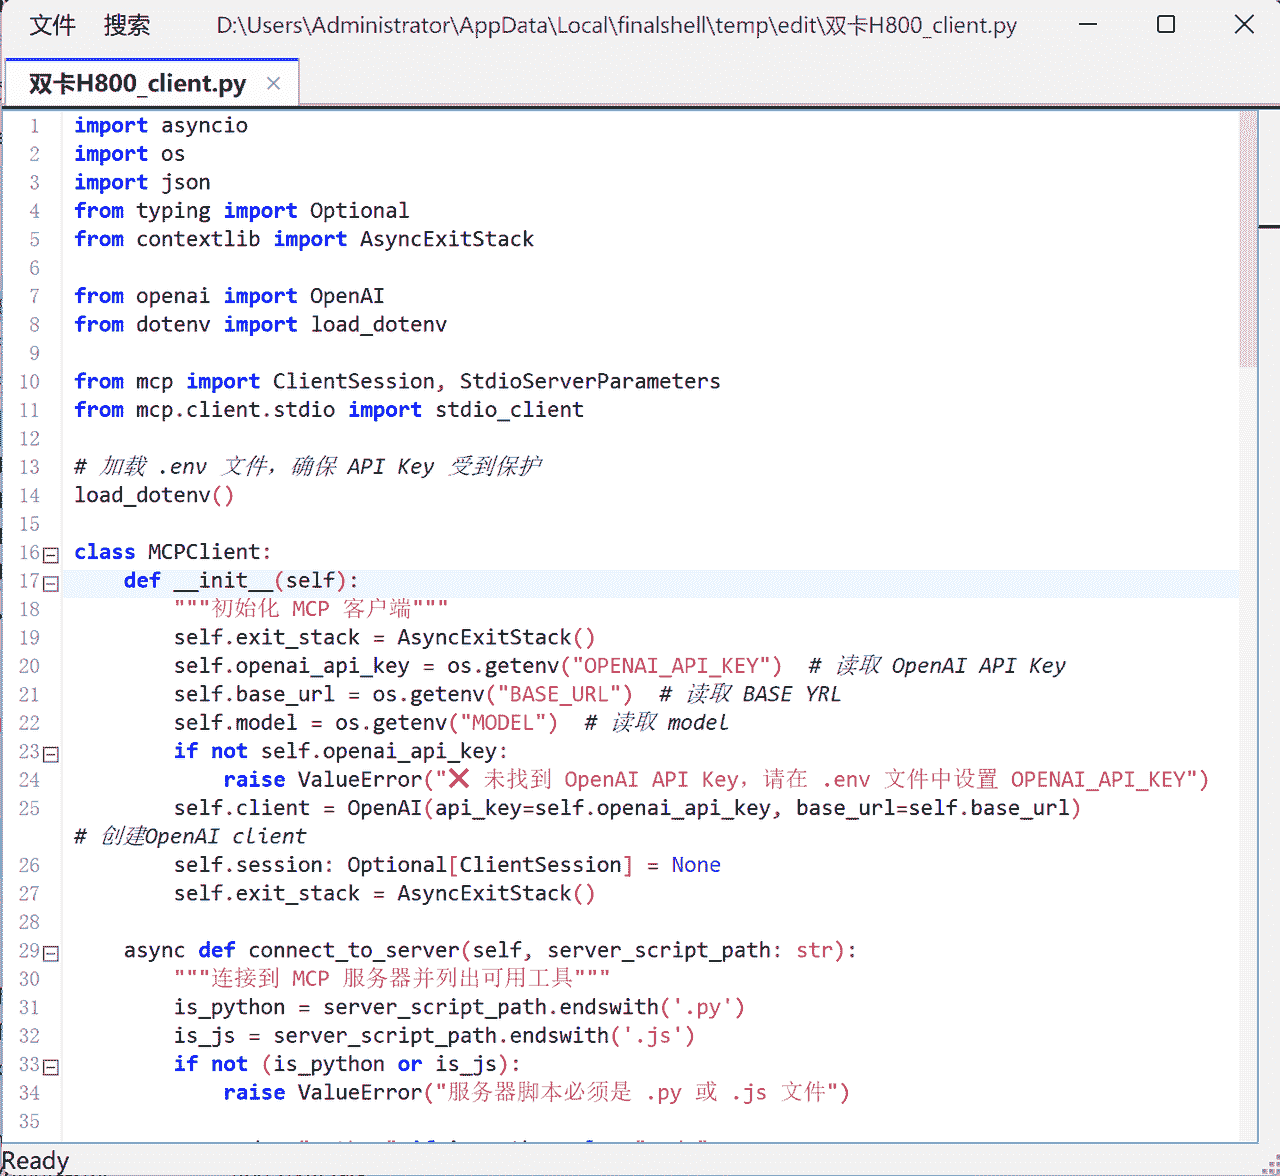 文件 搜索 D:\Users\Administrator\AppData\Local\finalshell\temp\edit\双卡H800_client.py
双卡H800_client.py
1 import asyncio
2 import os
3 import json
4 from typing import Optional
5 from contextlib import AsyncExitStack
6
7 from openai import OpenAI
8 from dotenv import load_dotenv
9
10 from mcp import ClientSession, StdioServerParameters
11 from mcp.client.stdio import stdio_client
12
13 # 加载 .env 文件，确保 API Key 受到保护
14 load_dotenv()
15
16 class MCPClient:
17     def __init__(self):
18         """初始化 MCP 客户端"""
19         self.exit_stack = AsyncExitStack()
20         self.openai_api_key = os.getenv("OPENAI_API_KEY")  # 读取 OpenAI API Key
21         self.base_url = os.getenv("BASE_URL")  # 读取 BASE YRL
22         self.model = os.getenv("MODEL")  # 读取 model
23         if not self.openai_api_key:
24             raise ValueError("❌ 未找到 OpenAI API Key，请在 .env 文件中设置 OPENAI_API_KEY")
25         self.client = OpenAI(api_key=self.openai_api_key, base_url=self.base_url)
# 创建OpenAI client
26         self.session: Optional[ClientSession] = None
27         self.exit_stack = AsyncExitStack()
28
29     async def connect_to_server(self, server_script_path: str):
30         """连接到 MCP 服务器并列出可用工具"""
31         is_python = server_script_path.endswith('.py')
32         is_js = server_script_path.endswith('.js')
33         if not (is_python or is_js):
34             raise ValueError("服务器脚本必须是 .py 或 .js 文件")
35
Ready